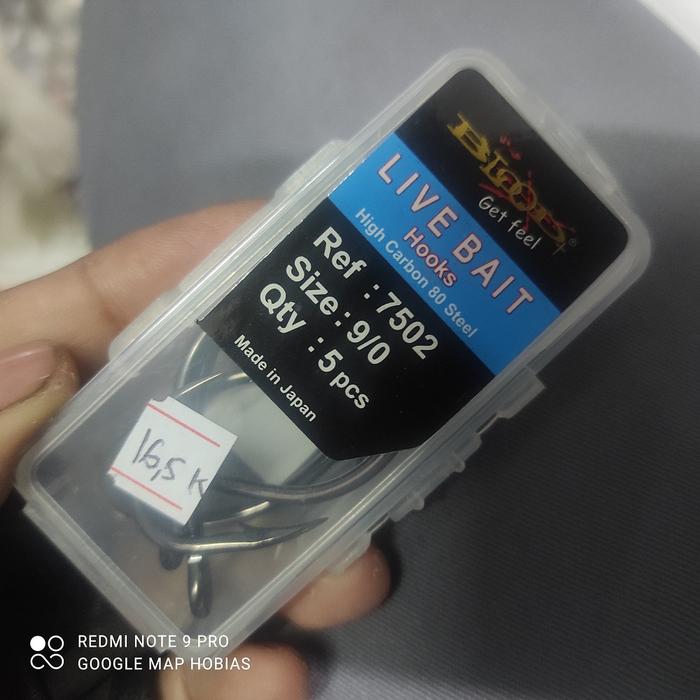 BLOOD®
Get feel
LIVE BAIT
Hooks
High Carbon 80 Steel
Ref : 7502
Size : 9/0
Qty : 5 pcs
Made in Japan
16,5 K
REDMI NOTE 9 PRO
GOOGLE MAP HOBIAS